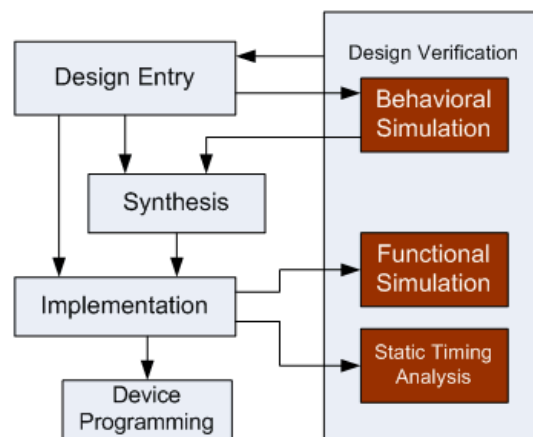 Design Verification
Design Entry
Behavioral
Simulation
Synthesis
Functional
Simulation
Implementation
Static Timing
Analysis
Device
Programming